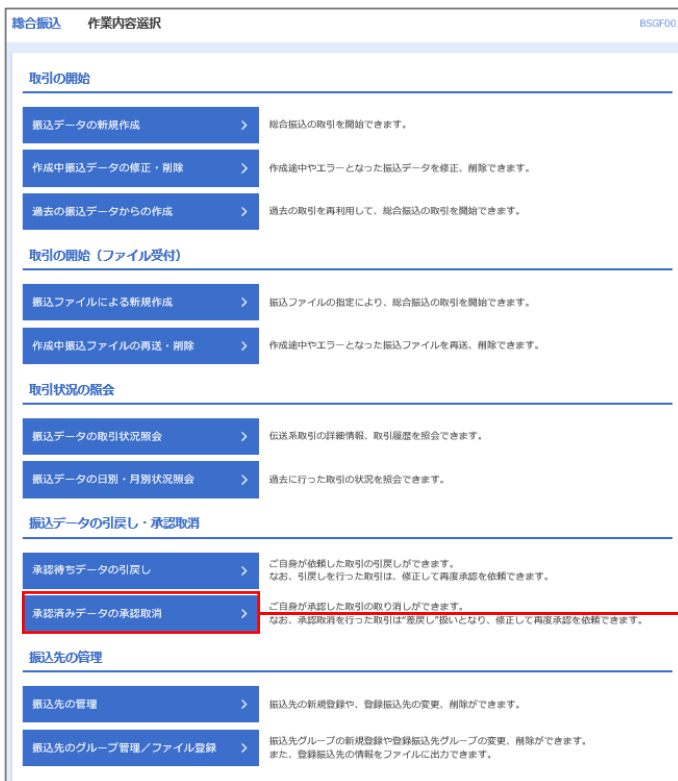 総合振込 作業内容選択 BSGF00
取引の開始
振込データの新規作成 総合振込の取引を開始できます。
作成中振込データの修正・削除 作成途中やエラーとなった振込データを修正、削除できます。
過去の振込データからの作成 過去の取引を再利用して、総合振込の取引を開始できます。
取引の開始（ファイル受付）
振込ファイルによる新規作成 振込ファイルの指定により、総合振込の取引を開始できます。
作成中振込ファイルの再送・削除 作成途中やエラーとなった振込ファイルを再送、削除できます。
取引状況の照会
振込データの取引状況照会 伝送系取引の詳細情報、取引履歴を照会できます。
振込データの日別・月別状況照会 過去に行った取引の状況を照会できます。
振込データの引戻し・承認取消
承認待ちデータの引戻し ご自身が依頼した取引の引戻しができます。
なお、引戻しを行った取引は、修正して再度承認を依頼できます。
承認済みデータの承認取消 ご自身が承認した取引の取り消しができます。
なお、承認取消を行った取引は"差戻し"扱いとなり、修正して再度承認を依頼できます。
振込先の管理
振込先の管理 振込先の新規登録や、登録振込先の変更、削除ができます。
振込先のグループ管理／ファイル登録 振込先グループの新規登録や登録振込先グループの変更、削除ができます。
また、登録振込先の情報をファイルに出力できます。